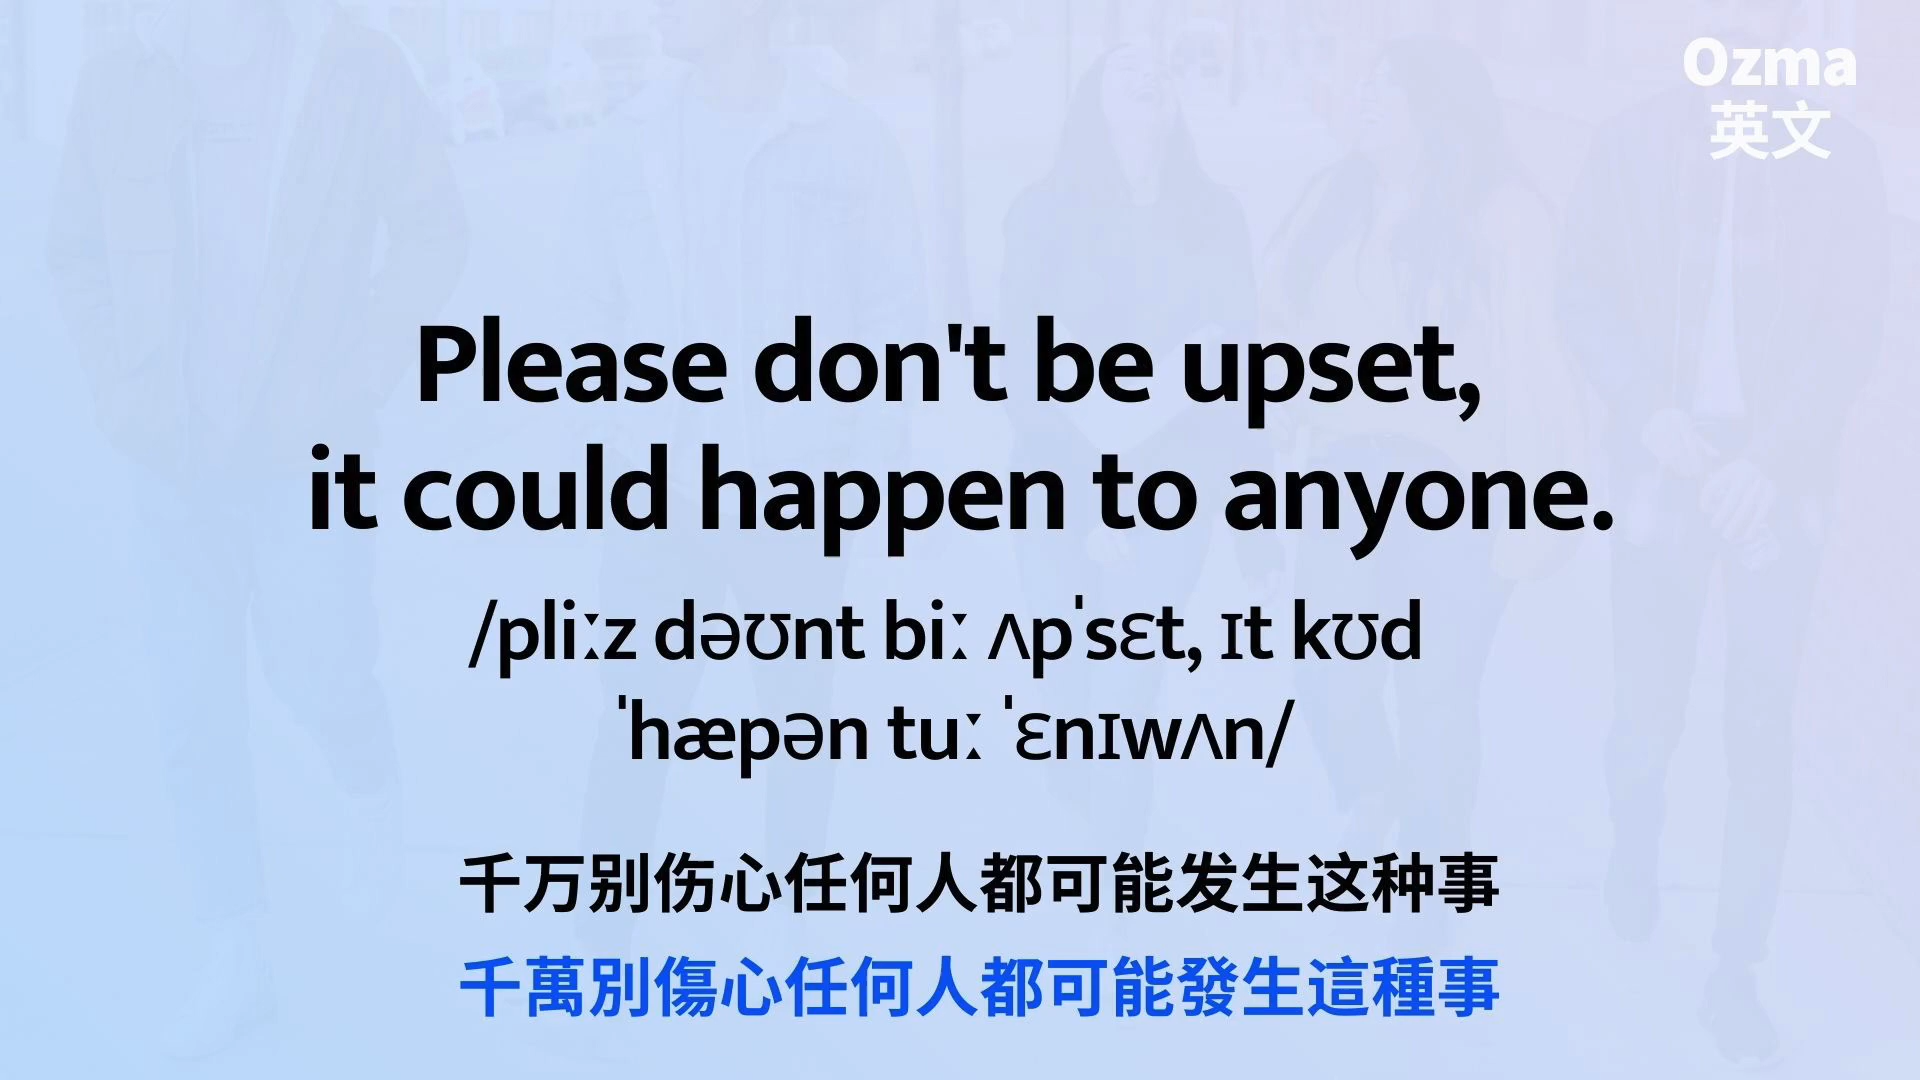 Ozma
英文
Please don't be upset,
it could happen to anyone.
/pliːz dəʊnt biː ʌpˈsɛt, ɪt kʊd
ˈhæpən tuː ˈɛnɪwʌn/
千万别伤心任何人都可能发生这种事
千萬別傷心任何人都可能發生這種事